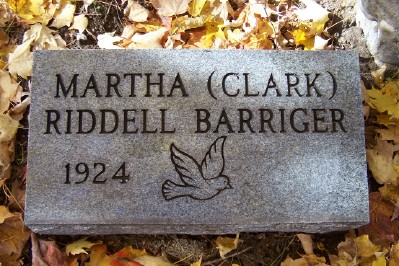 MARTHA (CLARK)
RIDDELL BARRIGER
1924